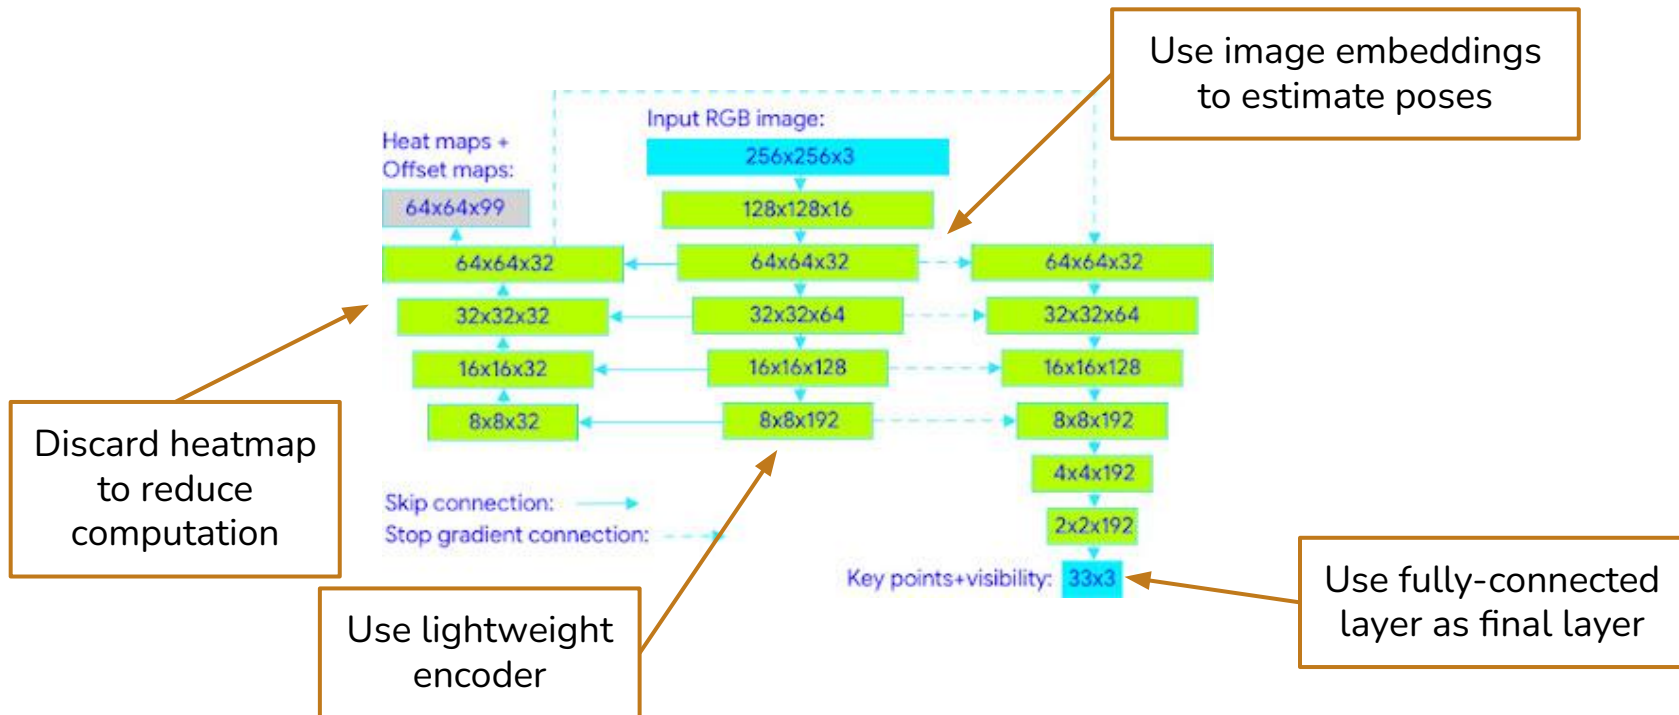 Use image embeddings
to estimate poses
Input RGB image:
256x256x3
Heat maps +
Offset maps:
64x64x99
128x128x16
64x64x32
64x64x32
64x64x32
32x32x32
32x32x64
32x32x64
16x16x32
16x16x128
16x16x128
8x8x32
8x8x192
8x8x192
4x4x192
2x2x192
Skip connection:
Stop gradient connection:
Key points+visibility:
33x3
Discard heatmap
to reduce
computation
Use lightweight
encoder
Use fully-connected
layer as final layer